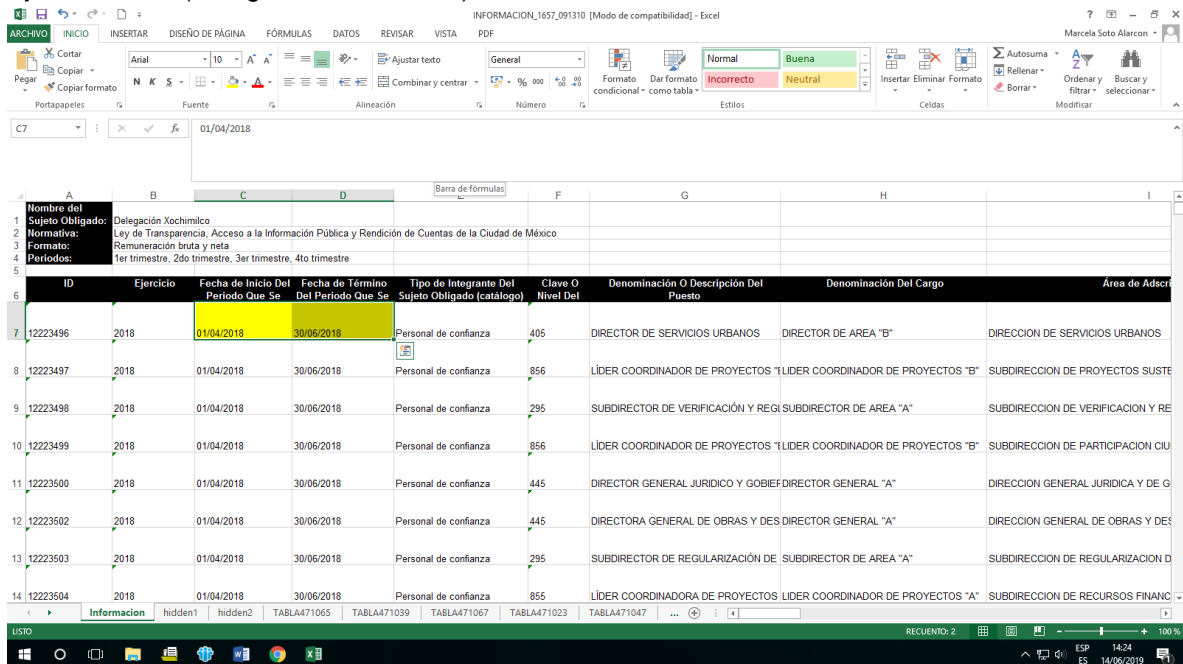 INFORMACION_1657_091310 [Modo de compatibilidad] - Excel
ARCHIVO INICIO INSERTAR DISEÑO DE PÁGINA FÓRMULAS DATOS REVISAR VISTA PDF Marcela Soto Alarcon
Pegar Cortar Copiar Copiar formato Portapapeles
Arial 10 N K S Fuente
Ajustar texto Combinar y centrar Alineación
General % 000 Número
Formato condicional Dar formato como tabla Normal Buena Incorrecto Neutral Estilos
Insertar Eliminar Formato Celdas
Autosuma Rellenar Borrar Ordenar y filtrar Buscar y seleccionar Modificar
C7 fx 01/04/2018
Barra de fórmulas
A B C D F G H I
1 Nombre del Sujeto Obligado: Delegación Xochimilco
2 Normativa: Ley de Transparencia, Acceso a la Información Pública y Rendición de Cuentas de la Ciudad de México
3 Formato: Remuneración bruta y neta
4 Periodos: 1er trimestre, 2do trimestre, 3er trimestre, 4to trimestre
5
6 ID Ejercicio Fecha de Inicio Del Periodo Que Se Fecha de Término Del Periodo Que Se Tipo de Integrante Del Sujeto Obligado (catálogo) Clave O Nivel Del Denominación O Descripción Del Puesto Denominación Del Cargo Área de Adscri
7 12223496 2018 01/04/2018 30/06/2018 Personal de confianza 405 DIRECTOR DE SERVICIOS URBANOS DIRECTOR DE AREA "B" DIRECCION DE SERVICIOS URBANOS
8 12223497 2018 01/04/2018 30/06/2018 Personal de confianza 856 LÍDER COORDINADOR DE PROYECTOS "B LIDER COORDINADOR DE PROYECTOS "B" SUBDIRECCION DE PROYECTOS SUSTE
9 12223498 2018 01/04/2018 30/06/2018 Personal de confianza 295 SUBDIRECTOR DE VERIFICACIÓN Y REGL SUBDIRECTOR DE AREA "A" SUBDIRECCION DE VERIFICACION Y RE
10 12223499 2018 01/04/2018 30/06/2018 Personal de confianza 856 LÍDER COORDINADOR DE PROYECTOS "B LIDER COORDINADOR DE PROYECTOS "B" SUBDIRECCION DE PARTICIPACION CIU
11 12223500 2018 01/04/2018 30/06/2018 Personal de confianza 445 DIRECTOR GENERAL JURIDICO Y GOBIER DIRECTOR GENERAL "A" DIRECCION GENERAL JURIDICA Y DE G
12 12223502 2018 01/04/2018 30/06/2018 Personal de confianza 445 DIRECTORA GENERAL DE OBRAS Y DES DIRECTOR GENERAL "A" DIRECCION GENERAL DE OBRAS Y DES
13 12223503 2018 01/04/2018 30/06/2018 Personal de confianza 295 SUBDIRECTOR DE REGULARIZACIÓN DE SUBDIRECTOR DE AREA "A" SUBDIRECCION DE REGULARIZACION D
14 12223504 2018 01/04/2018 30/06/2018 Personal de confianza 855 LÍDER COORDINADORA DE PROYECTOS LIDER COORDINADOR DE PROYECTOS "A" SUBDIRECCION DE RECURSOS FINANC
Informacion hidden1 hidden2 TABLA471065 TABLA471039 TABLA471067 TABLA471023 TABLA471047 ...
LISTO RECUENTO: 2 100 %
ESP 14:24
ES 14/06/2019